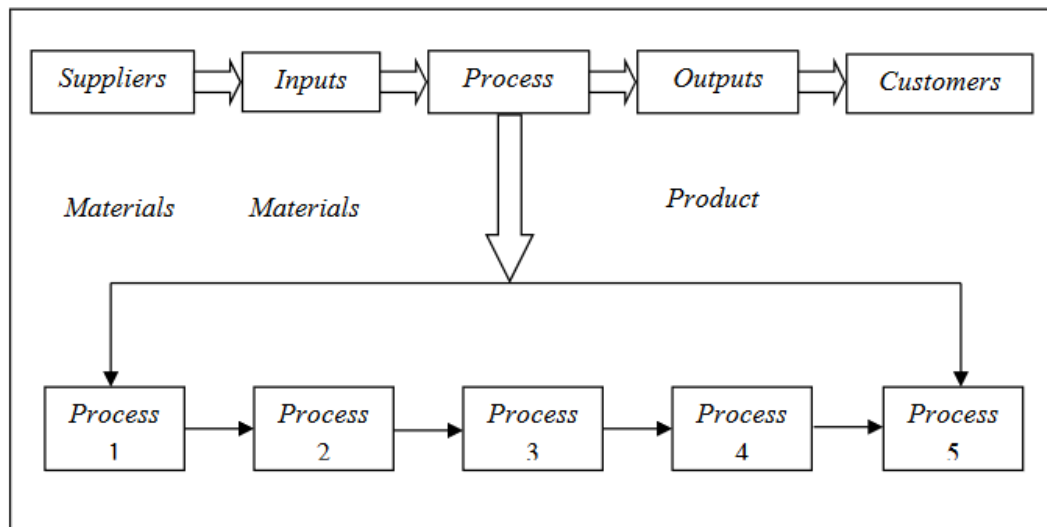 Suppliers
Inputs
Process
Outputs
Customers
Materials
Materials
Product
Process
1
Process
2
Process
3
Process
4
Process
5